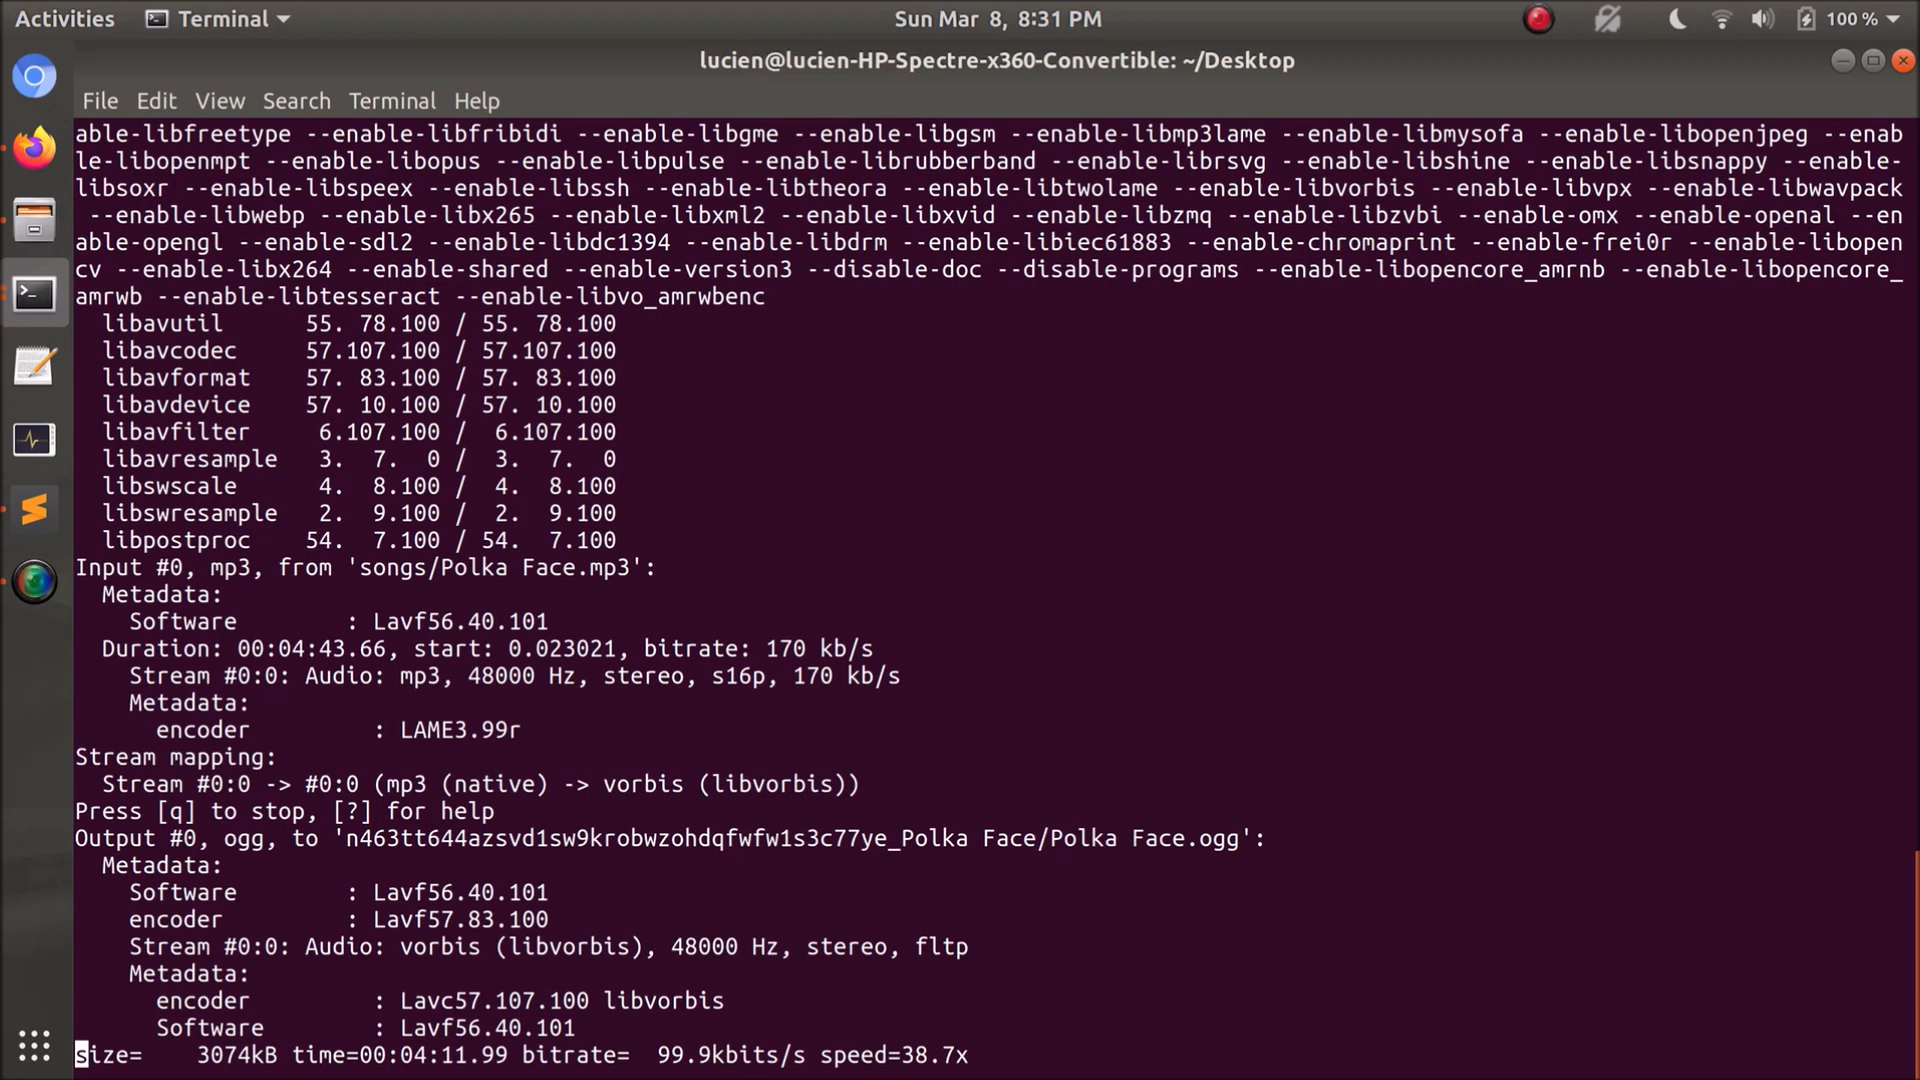 Activities Terminal Sun Mar 8, 8:31 PM 100 %
lucien@lucien-HP-Spectre-x360-Convertible: ~/Desktop
File Edit View Search Terminal Help
able-libfreetype --enable-libfribidi --enable-libgme --enable-libgsm --enable-libmp3lame --enable-libmysofa --enable-libopenjpeg --enab
le-libopenmpt --enable-libopus --enable-libpulse --enable-librubberband --enable-librsvg --enable-libshine --enable-libsnappy --enable-
libsoxr --enable-libspeex --enable-libssh --enable-libtheora --enable-libtwolame --enable-libvorbis --enable-libvpx --enable-libwavpack
 --enable-libwebp --enable-libx265 --enable-libxml2 --enable-libxvid --enable-libzmq --enable-libzvbi --enable-omx --enable-openal --en
able-opengl --enable-sdl2 --enable-libdc1394 --enable-libdrm --enable-libiec61883 --enable-chromaprint --enable-frei0r --enable-libopen
cv --enable-libx264 --enable-shared --enable-version3 --disable-doc --disable-programs --enable-libopencore_amrnb --enable-libopencore_
amrwb --enable-libtesseract --enable-libvo_amrwbenc
  libavutil      55. 78.100 / 55. 78.100
  libavcodec     57.107.100 / 57.107.100
  libavformat    57. 83.100 / 57. 83.100
  libavdevice    57. 10.100 / 57. 10.100
  libavfilter     6.107.100 /  6.107.100
  libavresample   3.  7.  0 /  3.  7.  0
  libswscale      4.  8.100 /  4.  8.100
  libswresample   2.  9.100 /  2.  9.100
  libpostproc    54.  7.100 / 54.  7.100
Input #0, mp3, from 'songs/Polka Face.mp3':
  Metadata:
    Software        : Lavf56.40.101
  Duration: 00:04:43.66, start: 0.023021, bitrate: 170 kb/s
    Stream #0:0: Audio: mp3, 48000 Hz, stereo, s16p, 170 kb/s
    Metadata:
      encoder         : LAME3.99r
Stream mapping:
  Stream #0:0 -> #0:0 (mp3 (native) -> vorbis (libvorbis))
Press [q] to stop, [?] for help
Output #0, ogg, to 'n463tt644azsvd1sw9krobwzohdqfwfw1s3c77ye_Polka Face/Polka Face.ogg':
  Metadata:
    Software        : Lavf56.40.101
    encoder         : Lavf57.83.100
    Stream #0:0: Audio: vorbis (libvorbis), 48000 Hz, stereo, fltp
    Metadata:
      encoder         : Lavc57.107.100 libvorbis
      Software        : Lavf56.40.101
size=    3074kB time=00:04:11.99 bitrate=  99.9kbits/s speed=38.7x